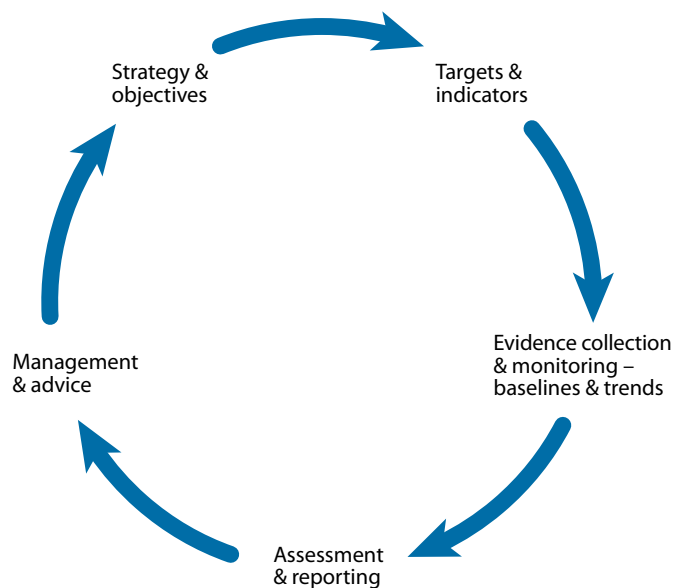 Strategy &
objectives
Targets &
indicators
Evidence collection
& monitoring –
baselines & trends
Assessment
& reporting
Management
& advice